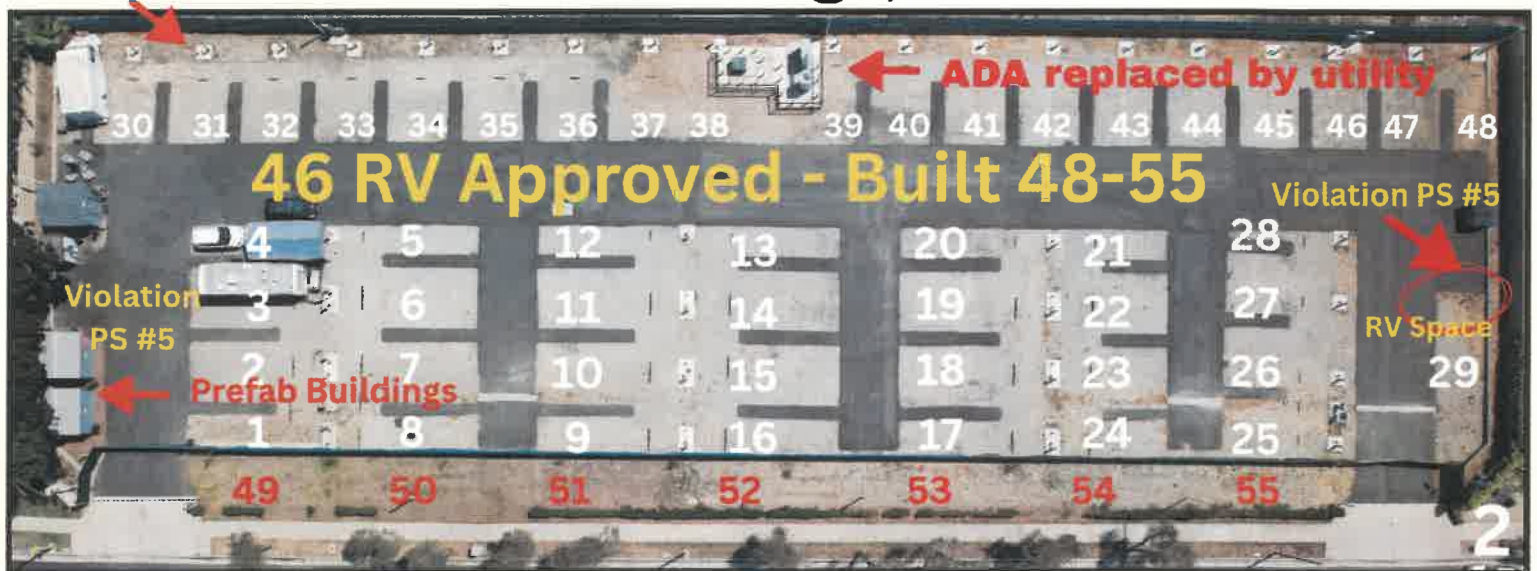 ADA replaced by utility
30 31 32 33 34 35 36 37 38 39 40 41 42 43 44 45 46 47 48
46 RV Approved - Built 48-55
Violation PS #5
4 5 12 13 20 21 28
Violation
PS #5
3 6 11 14 19 22 27
RV Space
2 7 10 15 18 23 26 29
Prefab Buildings
1 8 9 16 17 24 25
49 50 51 52 53 54 55
2